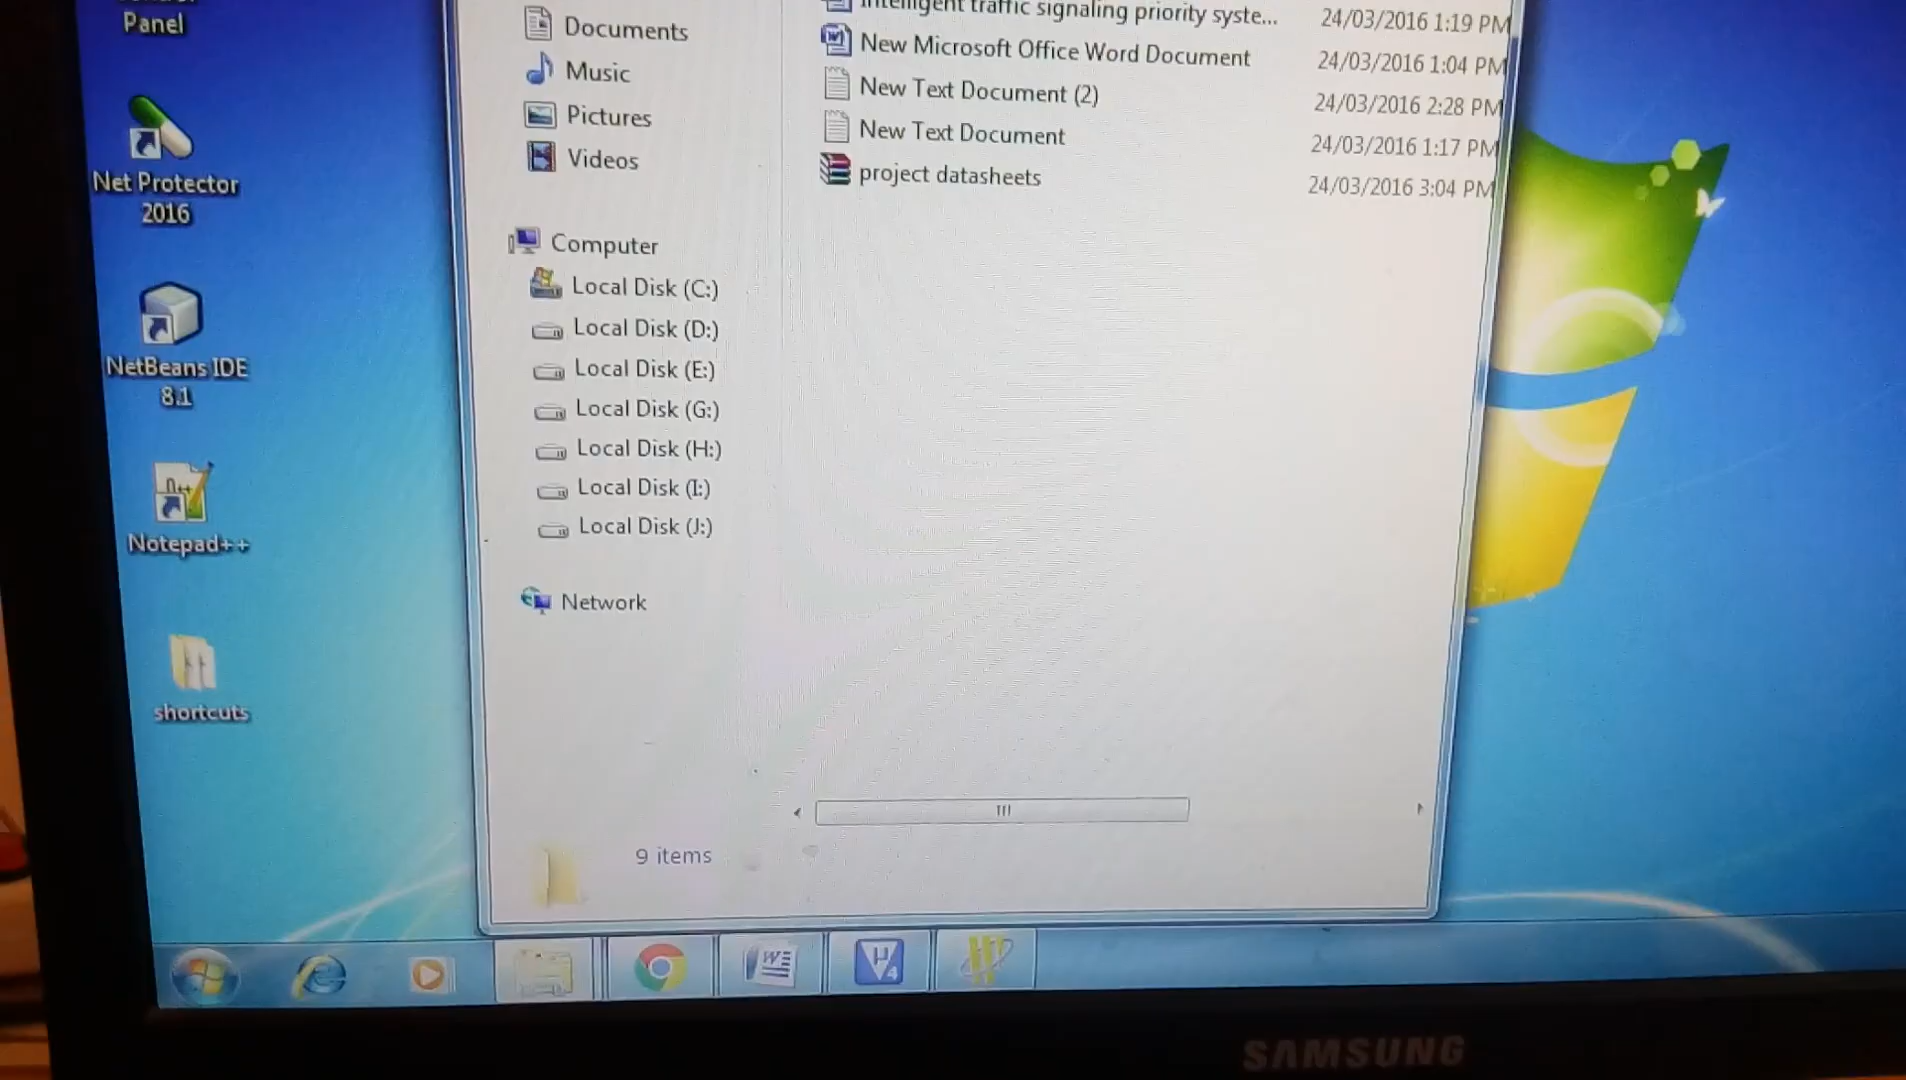 Panel
Net Protector
2016
NetBeans IDE
8.1
Notepad++
shortcuts
Documents
Music
Pictures
Videos
Computer
Local Disk (C:)
Local Disk (D:)
Local Disk (E:)
Local Disk (G:)
Local Disk (H:)
Local Disk (I:)
Local Disk (J:)
Network
Intelligent traffic signaling priority syste... 24/03/2016 1:19 PM
New Microsoft Office Word Document 24/03/2016 1:04 PM
New Text Document (2) 24/03/2016 2:28 PM
New Text Document 24/03/2016 1:17 PM
project datasheets 24/03/2016 3:04 PM
9 items
SAMSUNG